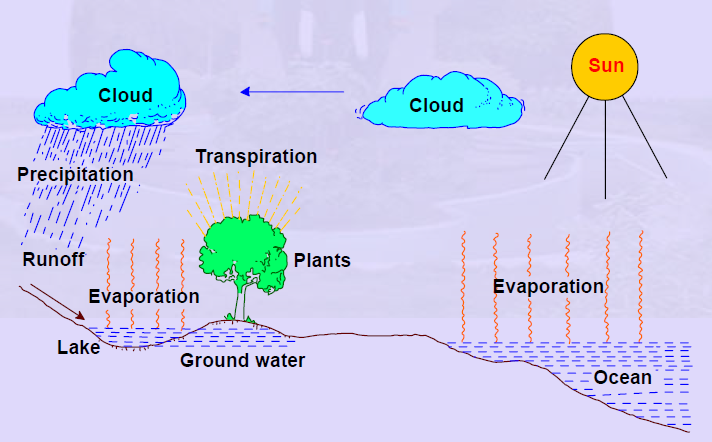 Sun
Cloud
Cloud
Transpiration
Precipitation
Runoff
Plants
Evaporation
Evaporation
Lake
Ground water
Ocean